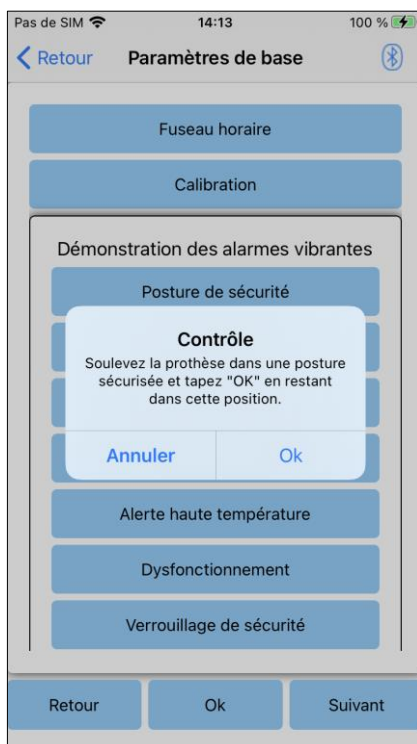 Pas de SIM 14:13 100 %
Retour Paramètres de base
Fuseau horaire
Calibration
Démonstration des alarmes vibrantes
Posture de sécurité
Contrôle
Soulevez la prothèse dans une posture
sécurisée et tapez "OK" en restant
dans cette position.
Annuler Ok
Alerte haute température
Dysfonctionnement
Verrouillage de sécurité
Retour Ok Suivant